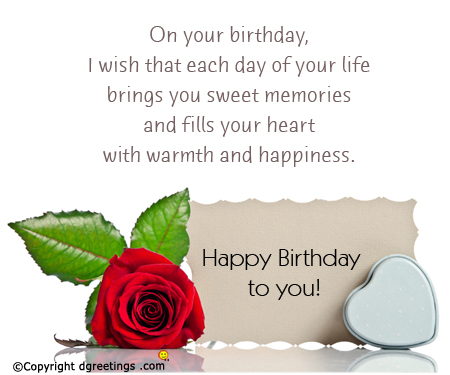 On your birthday,
I wish that each day of your life
brings you sweet memories
and fills your heart
with warmth and happiness.
Happy Birthday
to you!
©Copyright dgreetings .com